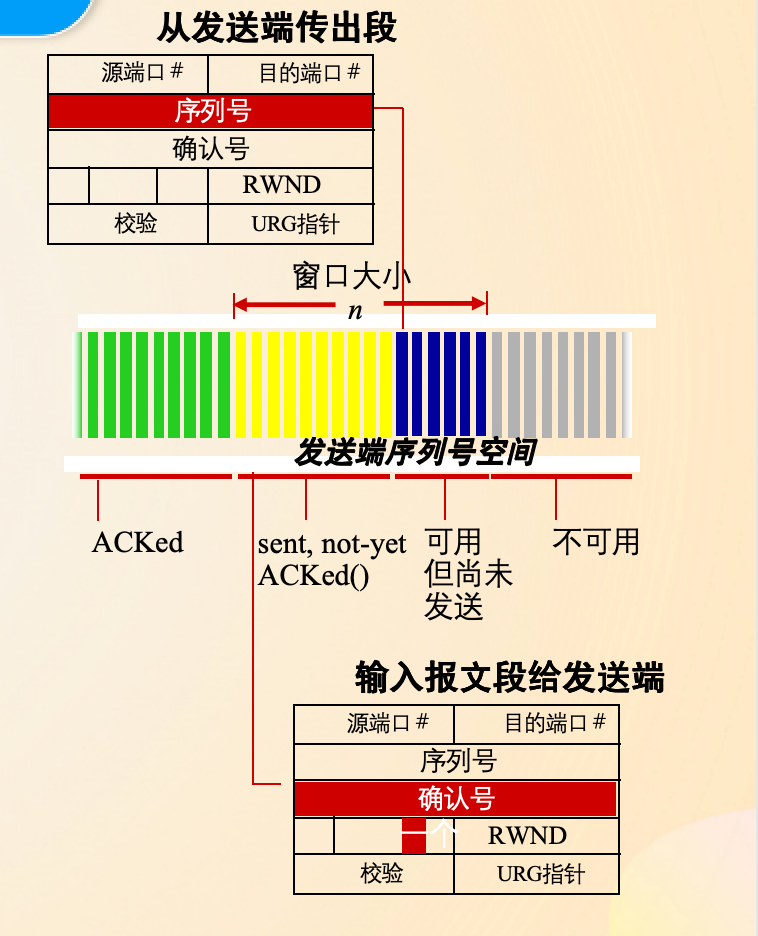 从发送端传出段
源端口 # 目的端口 #
序列号
确认号
RWND
校验 URG指针
窗口大小
n
发送端序列号空间
ACKed
sent, not-yet
ACKed()
可用
但尚未
发送
不可用
输入报文段给发送端
源端口 # 目的端口 #
序列号
确认号
一个 RWND
校验 URG指针